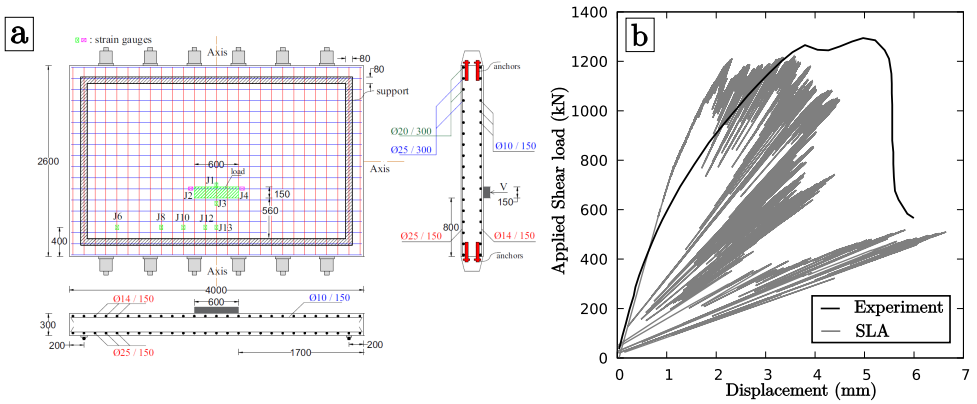 a
: strain gauges
Axis
80
80
support
2600
600
load
J1
J2
J4
J3
150
560
J6
J8
J10
J12
J13
400
Axis
Axis
4000
Ø14 / 150
600
Ø10 / 150
300
200
Ø25 / 150
1700
200
anchors
Ø20 / 300
Ø25 / 300
Ø10 / 150
V
150
800
Ø25 / 150
Ø14 / 150
anchors
b
Applied Shear load (kN)
1400
1200
1000
800
600
400
200
0
0 1 2 3 4 5 6 7
Displacement (mm)
Experiment
SLA